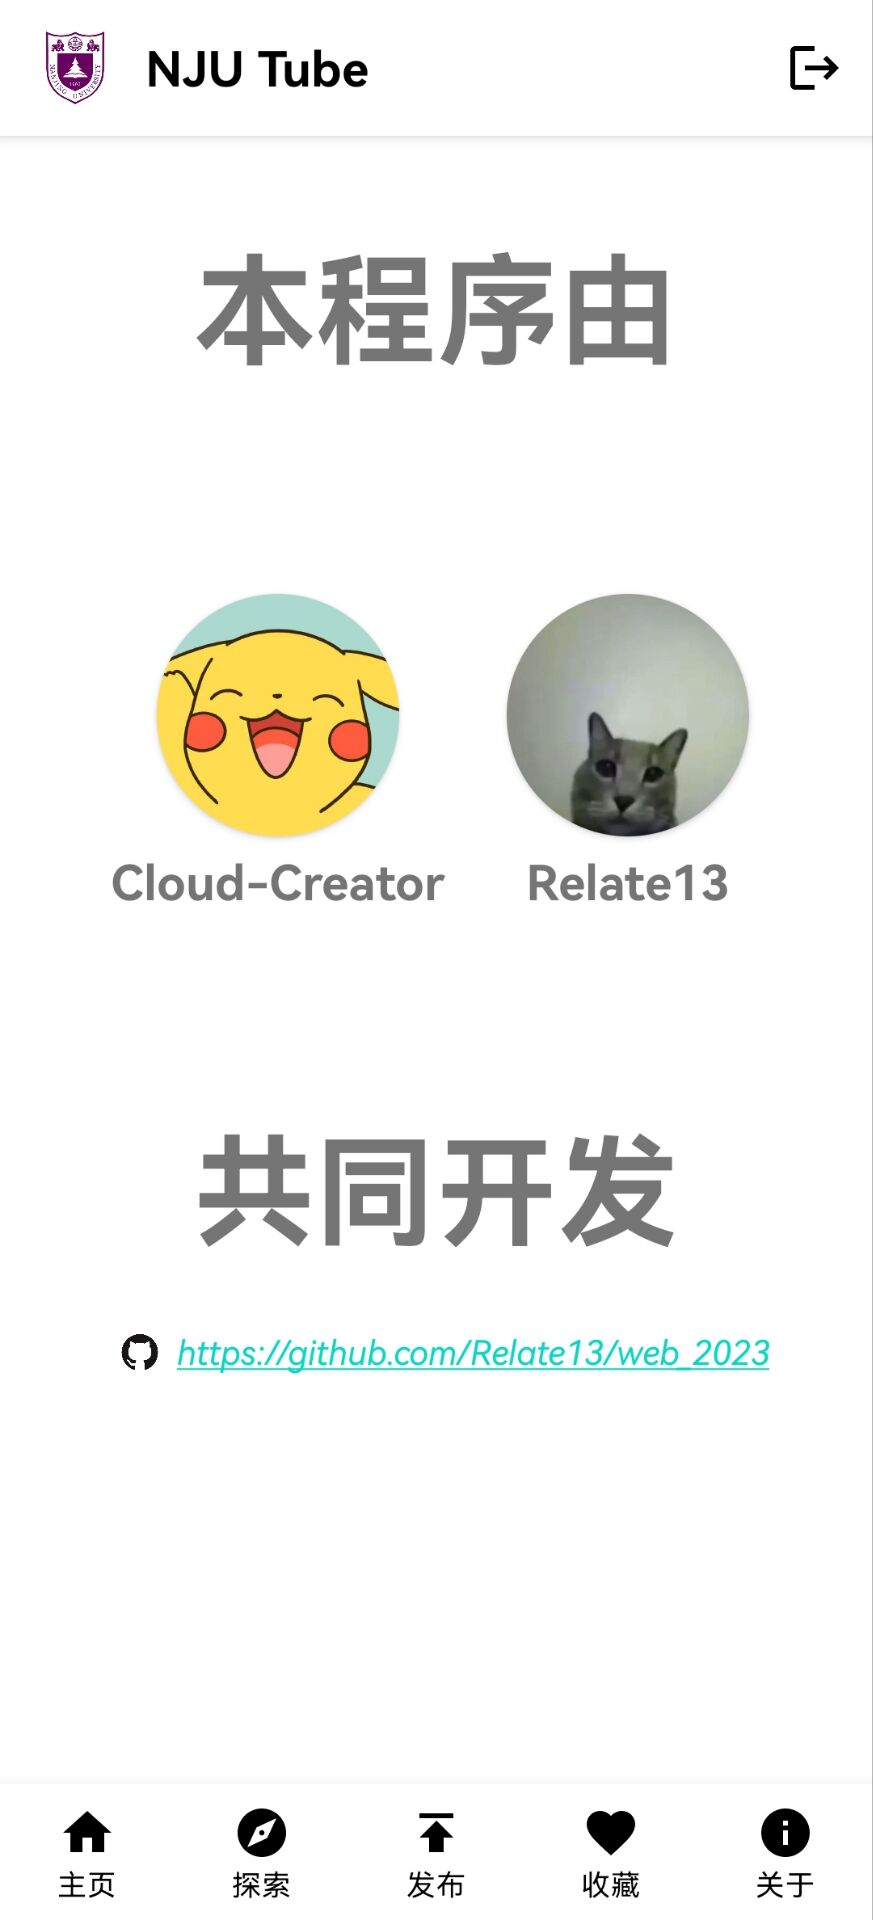 NJU Tube
本程序由
Cloud-Creator
Relate13
共同开发
https://github.com/Relate13/web_2023
主页
探索
发布
收藏
关于